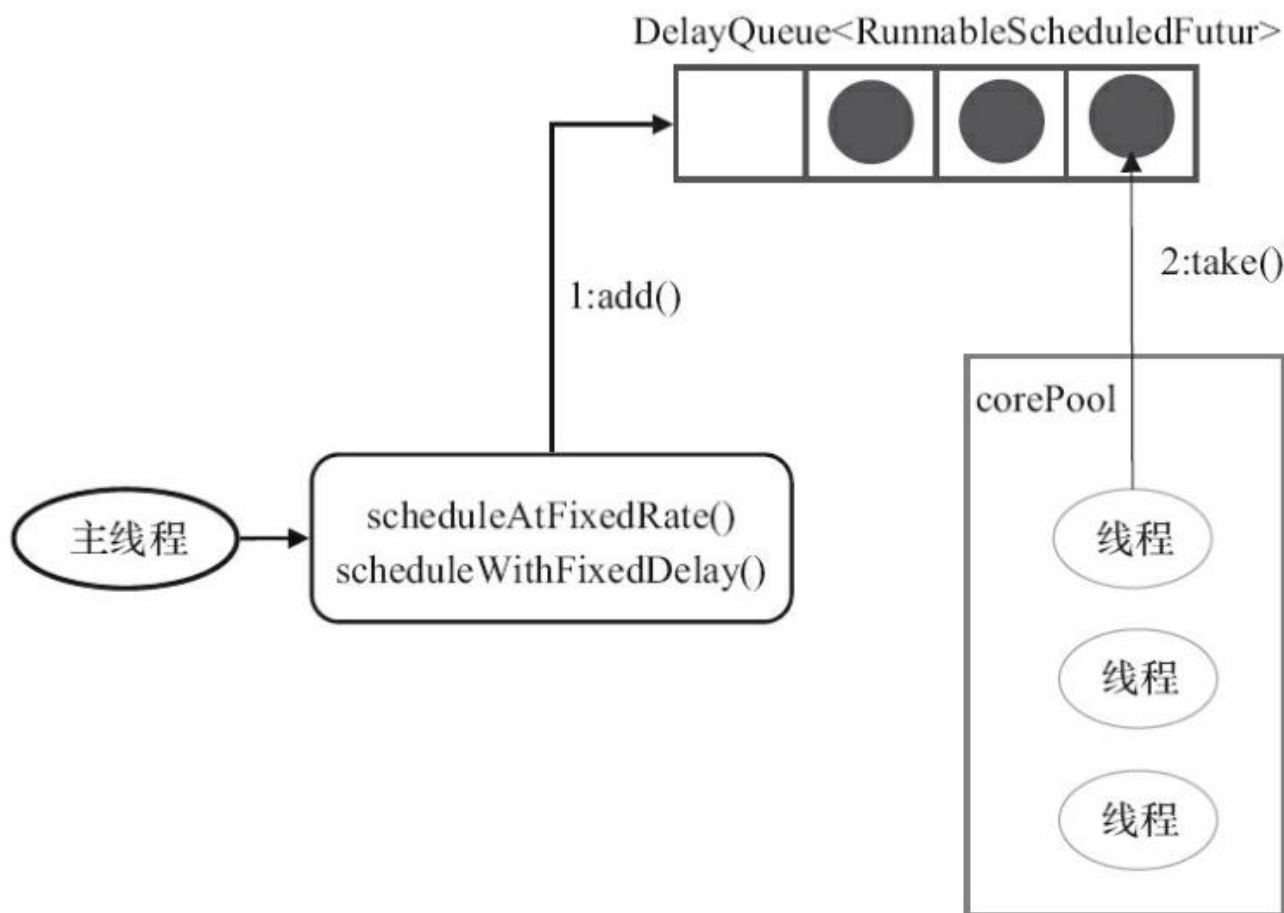 DelayQueue<RunnableScheduledFutur>
1:add()
2:take()
corePool
主线程
scheduleAtFixedRate()
scheduleWithFixedDelay()
线程
线程
线程